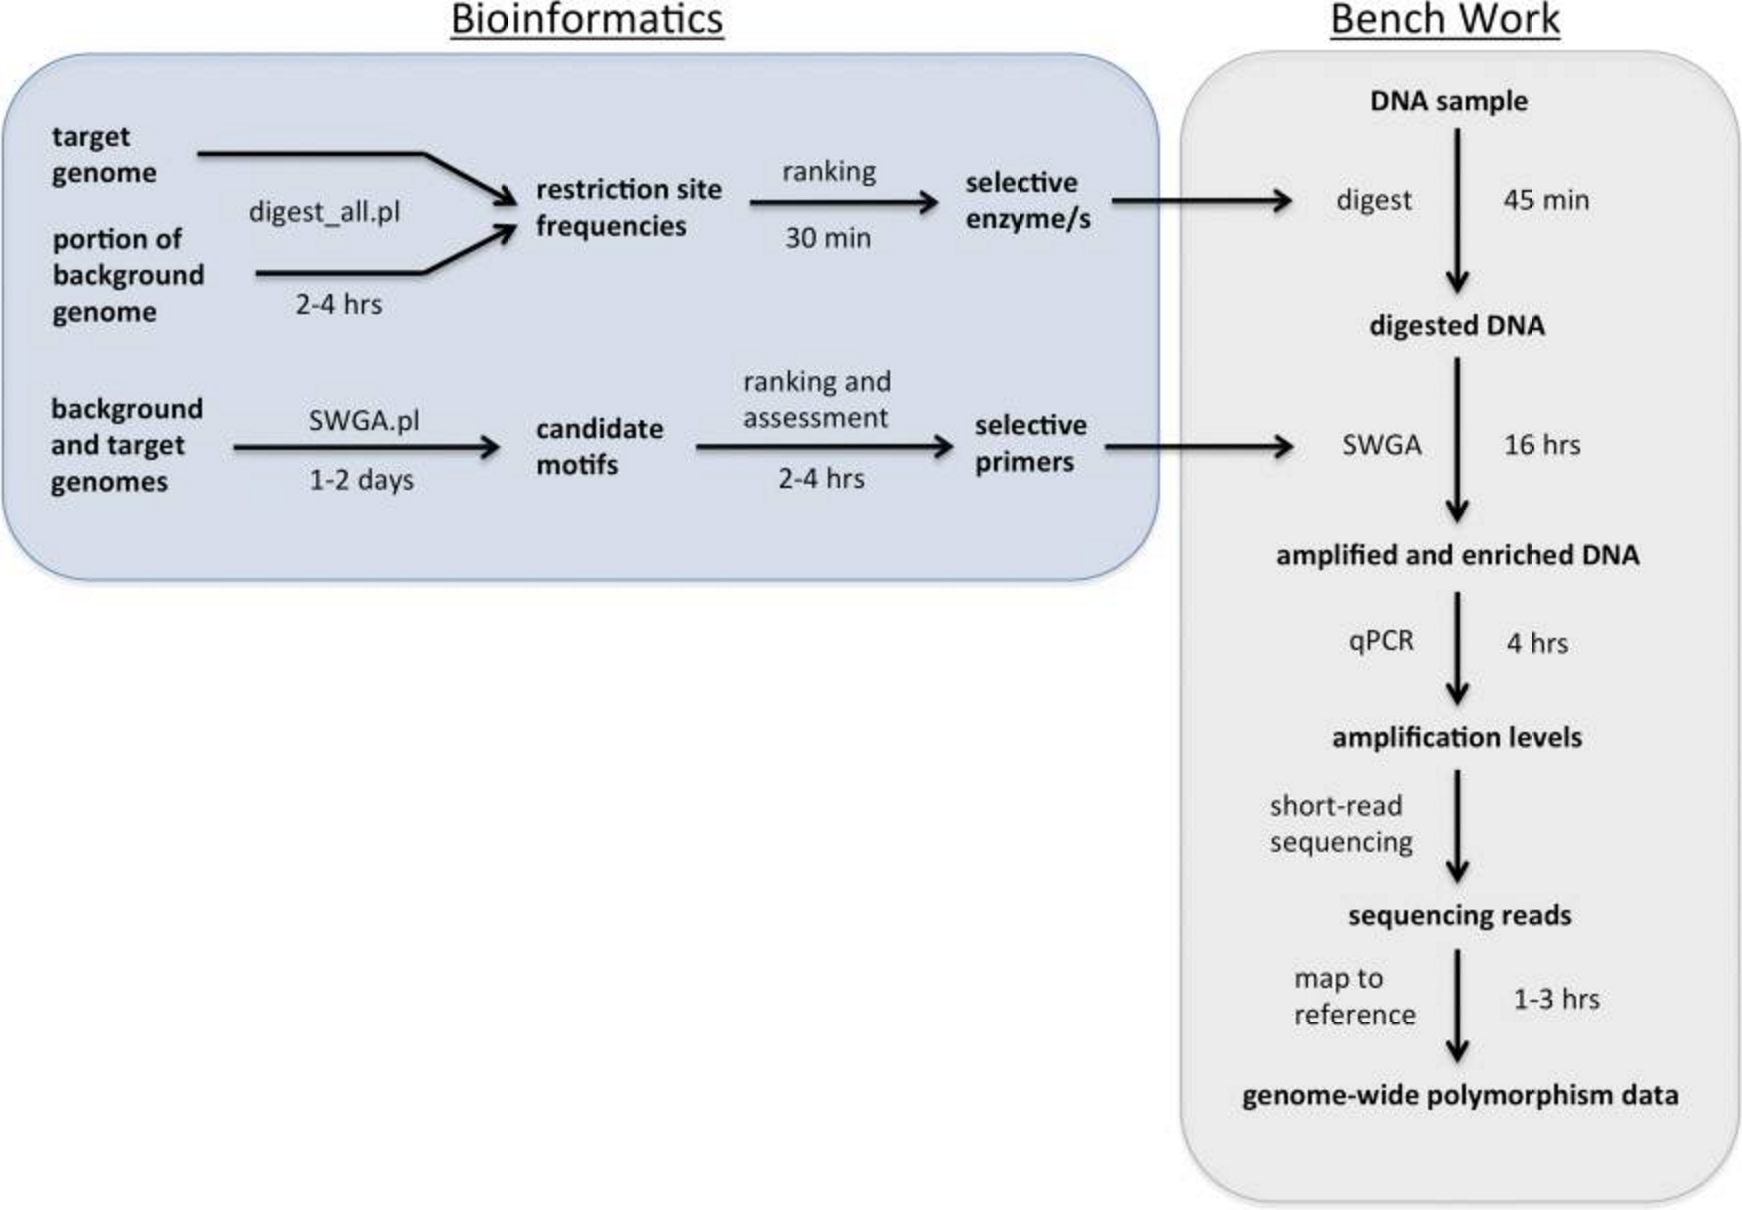 Bioinformatics
target
genome
digest_all.pl
portion of
background
genome
2-4 hrs
restriction site
frequencies
ranking
30 min
selective
enzyme/s
background
and target
genomes
SWGA.pl
1-2 days
candidate
motifs
ranking and
assessment
2-4 hrs
selective
primers
Bench Work
DNA sample
digest
45 min
digested DNA
SWGA
16 hrs
amplified and enriched DNA
qPCR
4 hrs
amplification levels
short-read
sequencing
sequencing reads
map to
reference
1-3 hrs
genome-wide polymorphism data